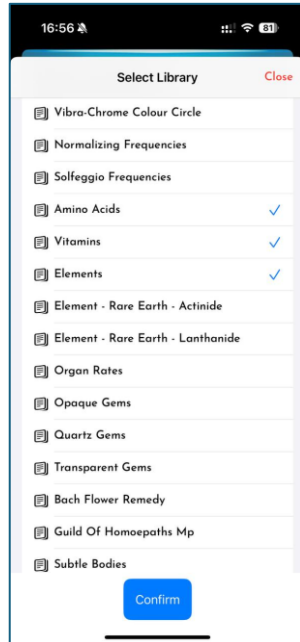 16:56
81
Select Library Close
Vibra-Chrome Colour Circle
Normalizing Frequencies
Solfeggio Frequencies
Amino Acids
Vitamins
Elements
Element - Rare Earth - Actinide
Element - Rare Earth - Lanthanide
Organ Rates
Opaque Gems
Quartz Gems
Transparent Gems
Bach Flower Remedy
Guild Of Homoepaths Mp
Subtle Bodies
Confirm